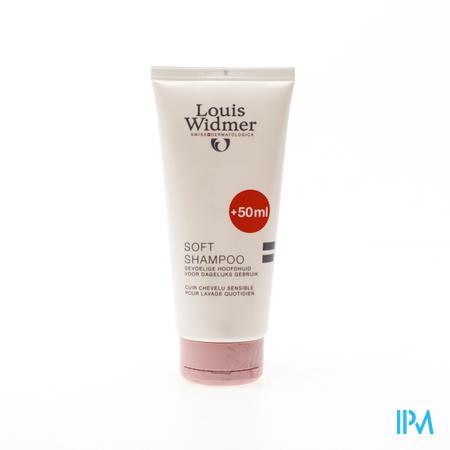 Louis
Widmer
SWISS DERMATOLOGICA
+50ml
SOFT
SHAMPOO
GEVOELIGE HOOFDHUID
VOOR DAGELIJKS GEBRUIK
CUIR CHEVELU SENSIBLE
POUR LAVAGE QUOTIDIEN
IPM